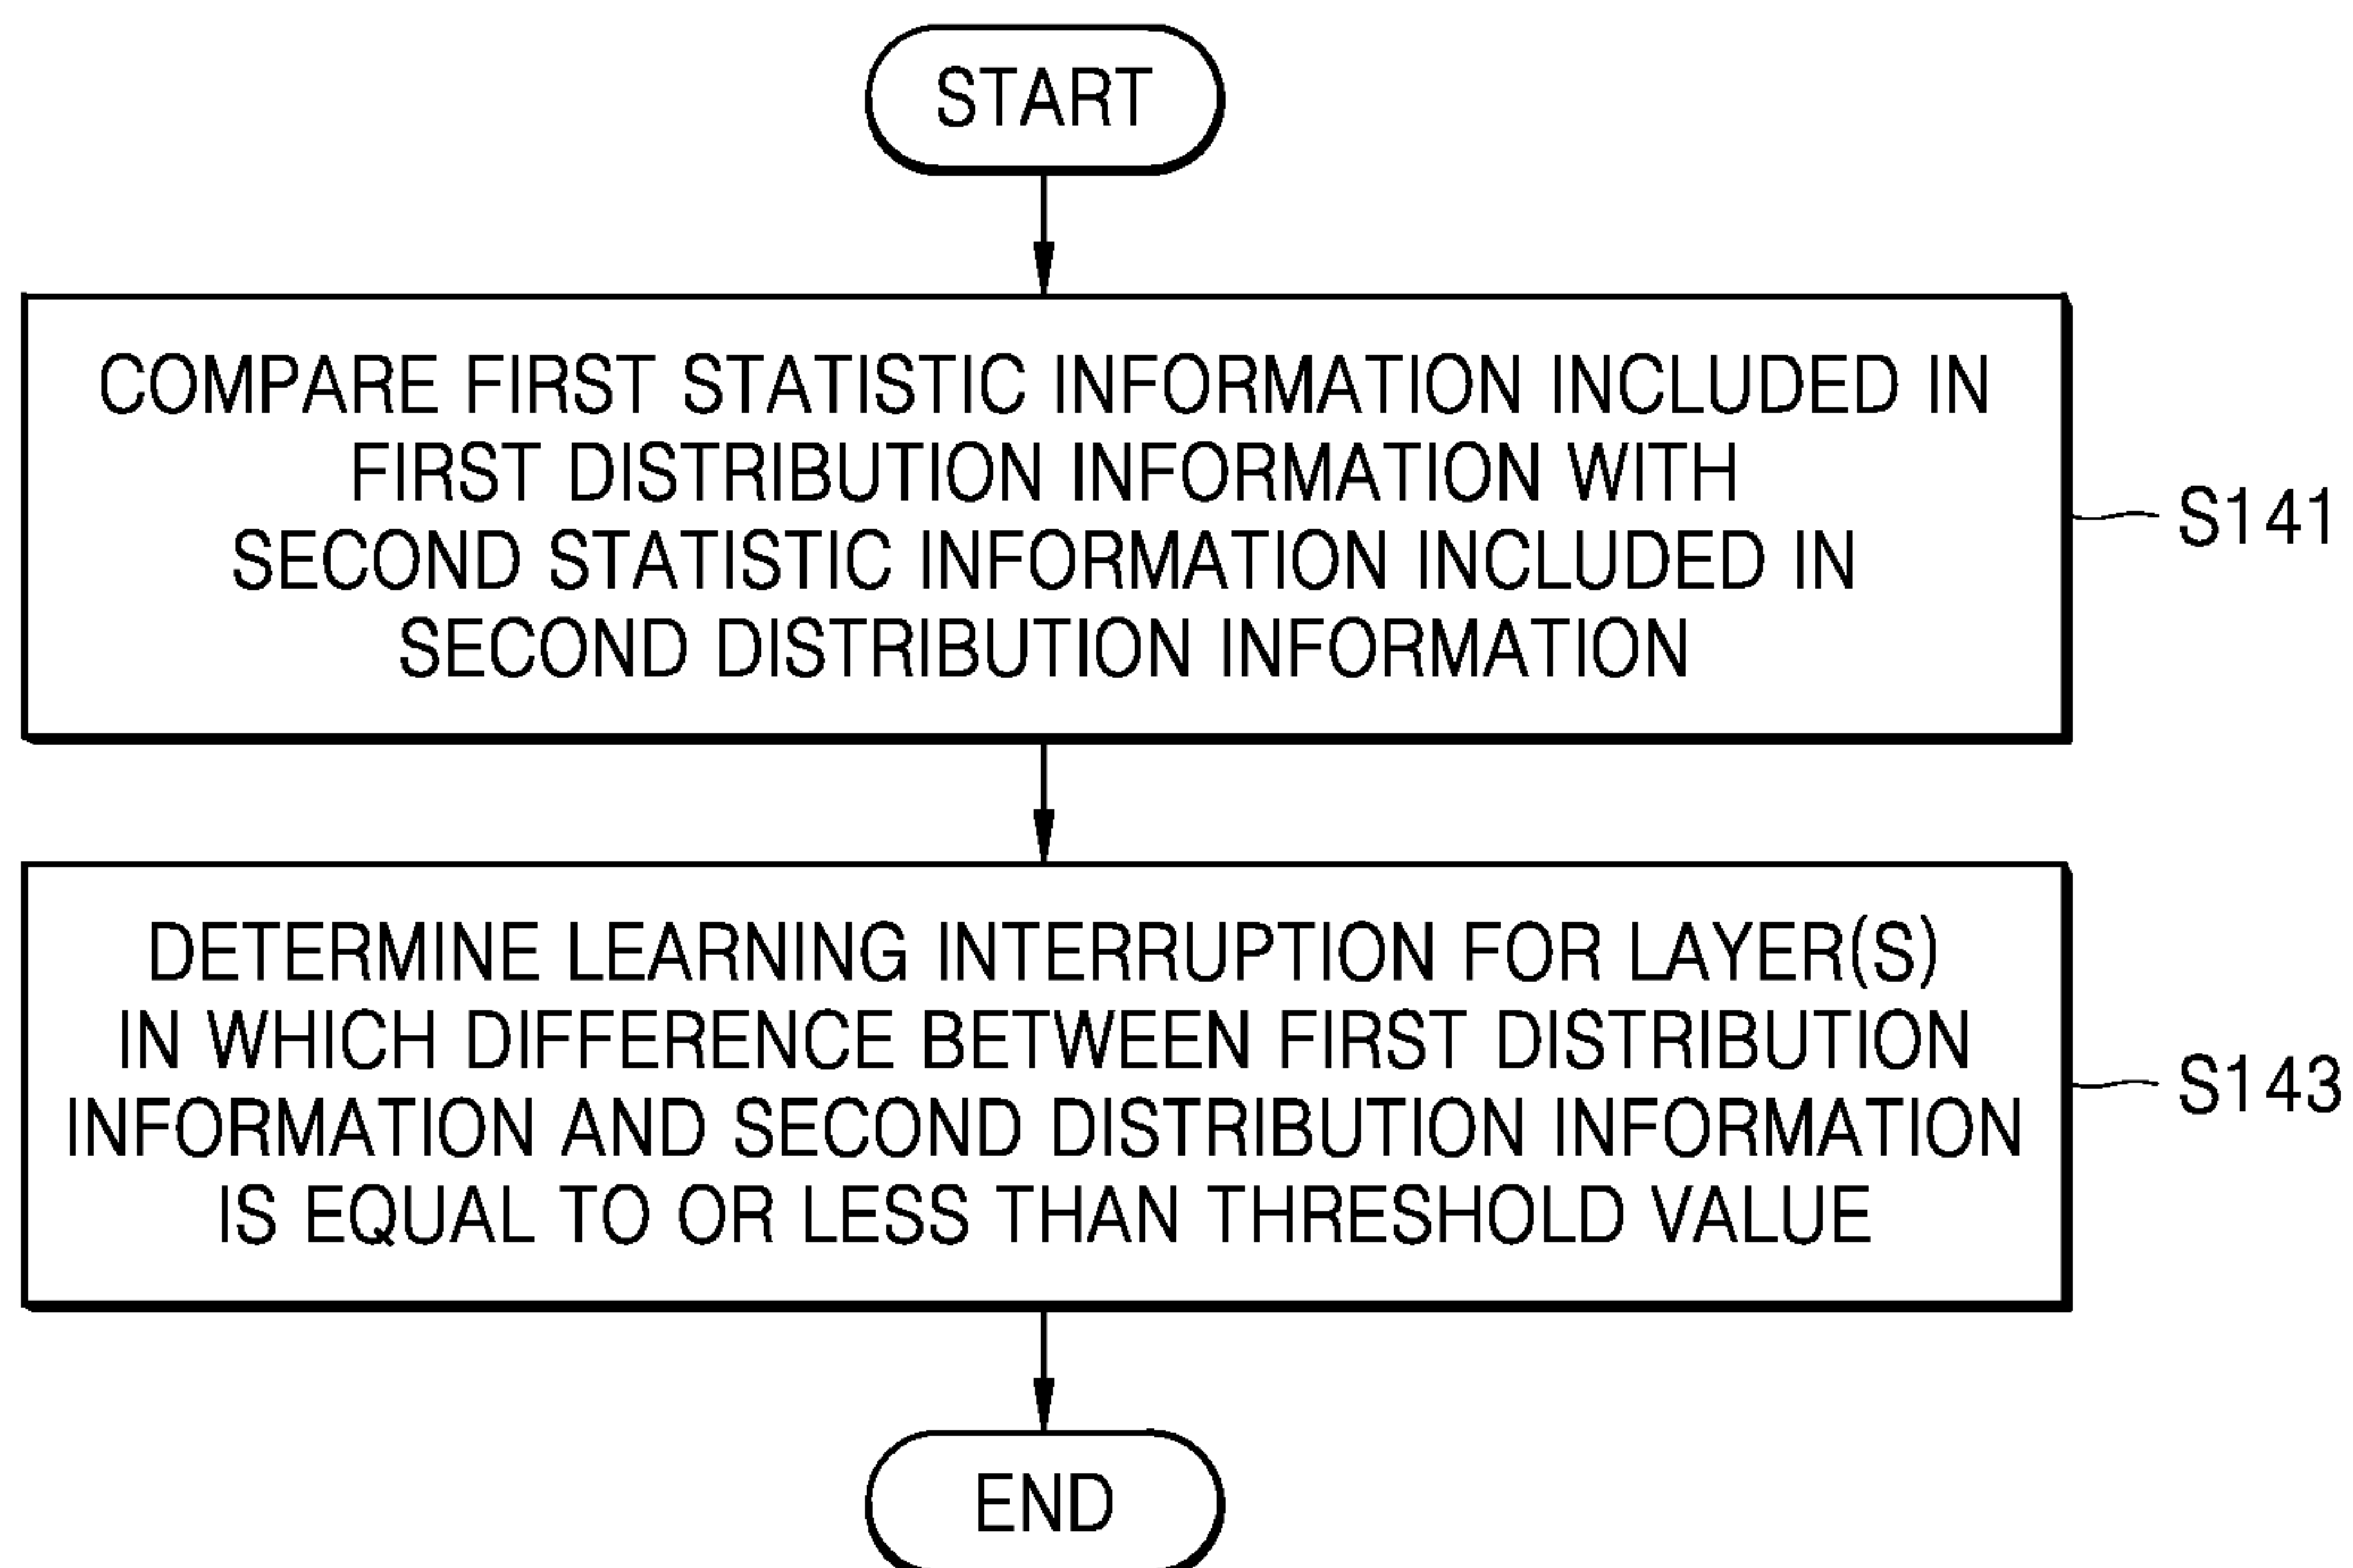 START
COMPARE FIRST STATISTIC INFORMATION INCLUDED IN
FIRST DISTRIBUTION INFORMATION WITH
SECOND STATISTIC INFORMATION INCLUDED IN
SECOND DISTRIBUTION INFORMATION
S141
DETERMINE LEARNING INTERRUPTION FOR LAYER(S)
IN WHICH DIFFERENCE BETWEEN FIRST DISTRIBUTION
INFORMATION AND SECOND DISTRIBUTION INFORMATION
IS EQUAL TO OR LESS THAN THRESHOLD VALUE
S143
END